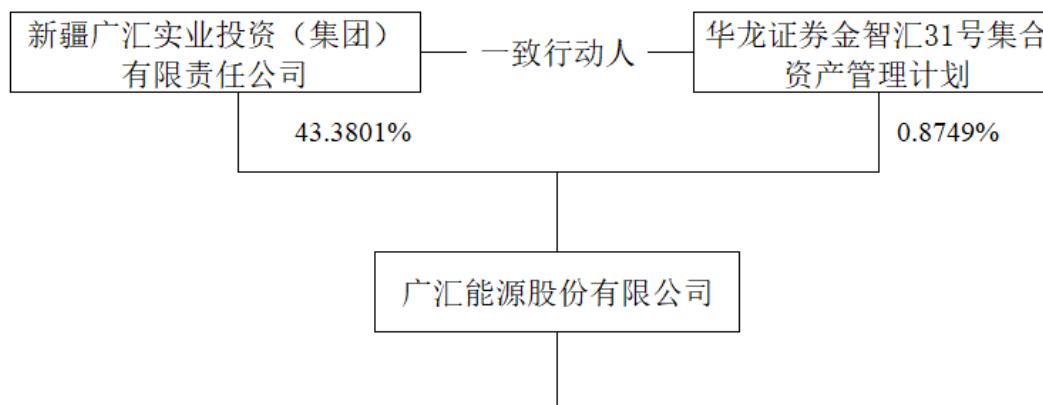 新疆广汇实业投资（集团）
有限责任公司
一致行动人
华龙证券金智汇31号集合
资产管理计划
43.3801%
0.8749%
广汇能源股份有限公司